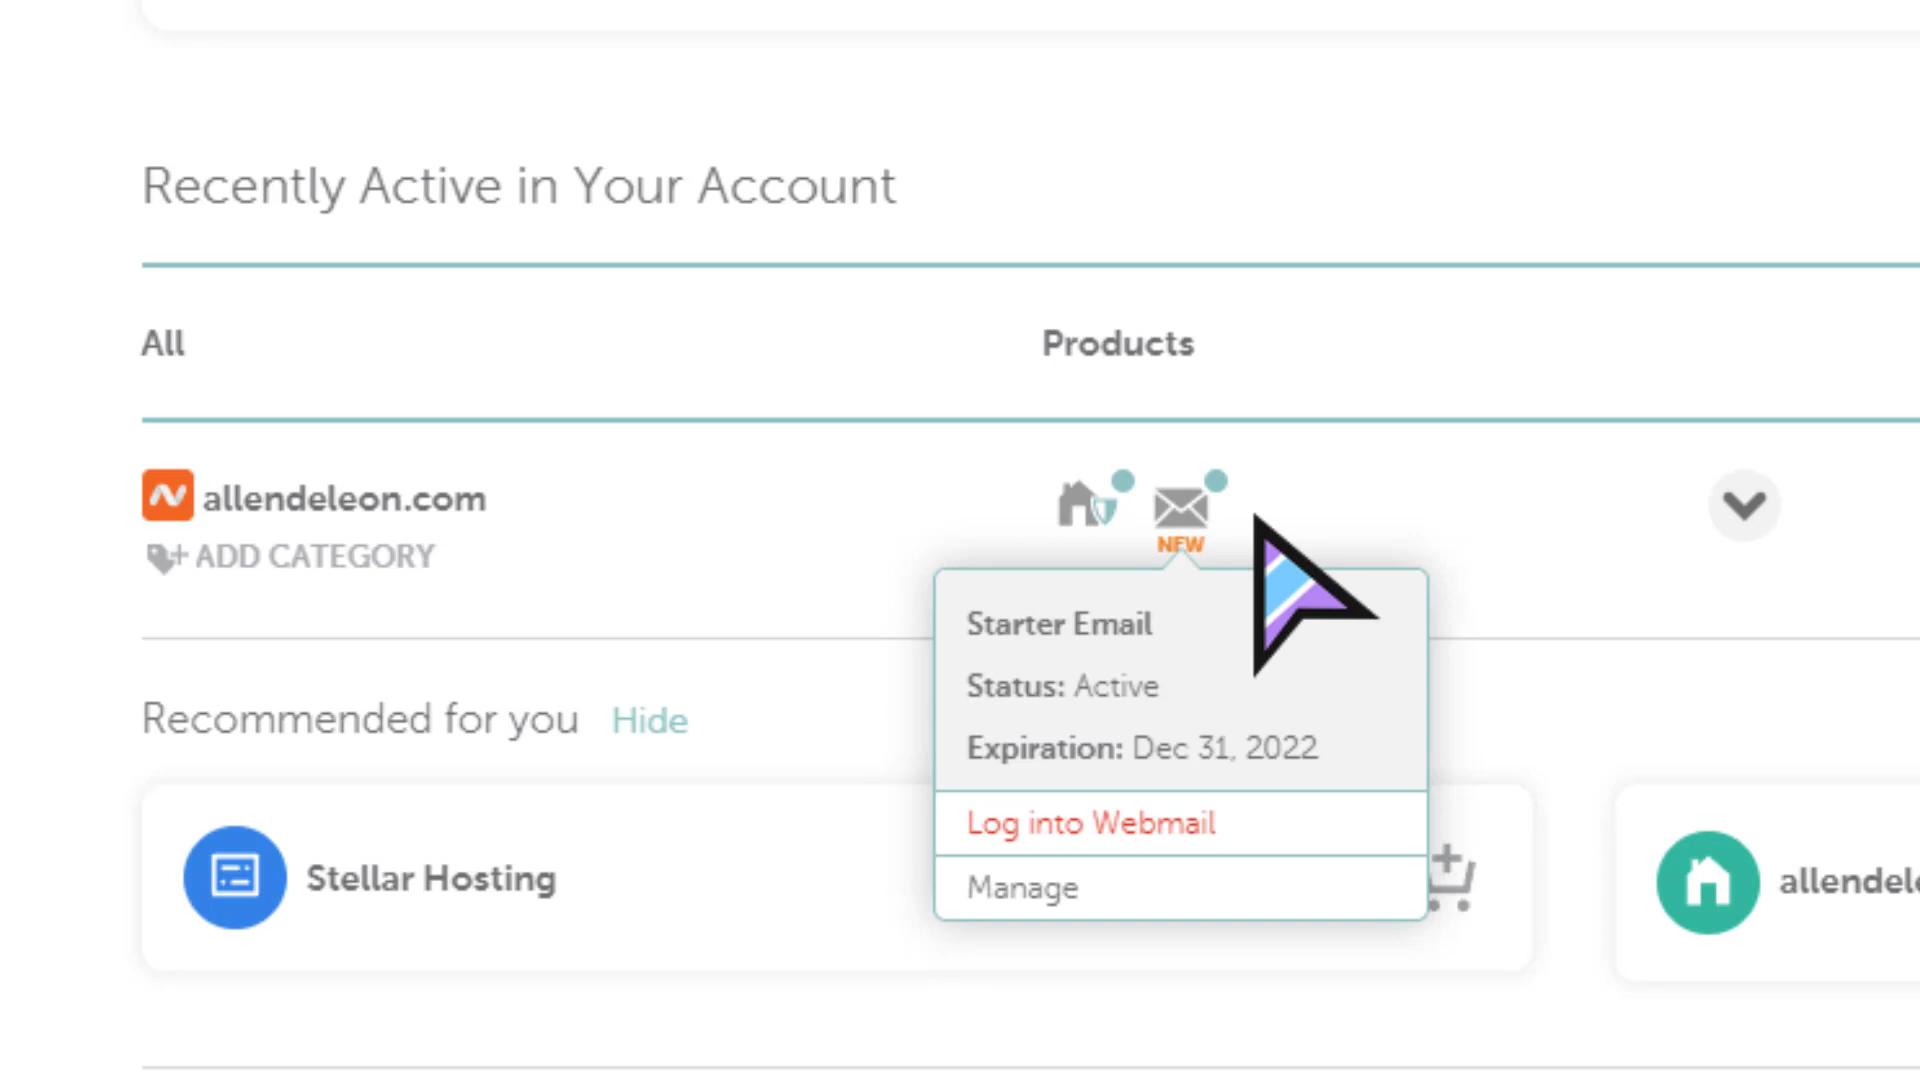 Recently Active in Your Account
All
Products
allendeleon.com
ADD CATEGORY
NEW
Starter Email
Status: Active
Expiration: Dec 31, 2022
Log into Webmail
Manage
Recommended for you
Hide
Stellar Hosting